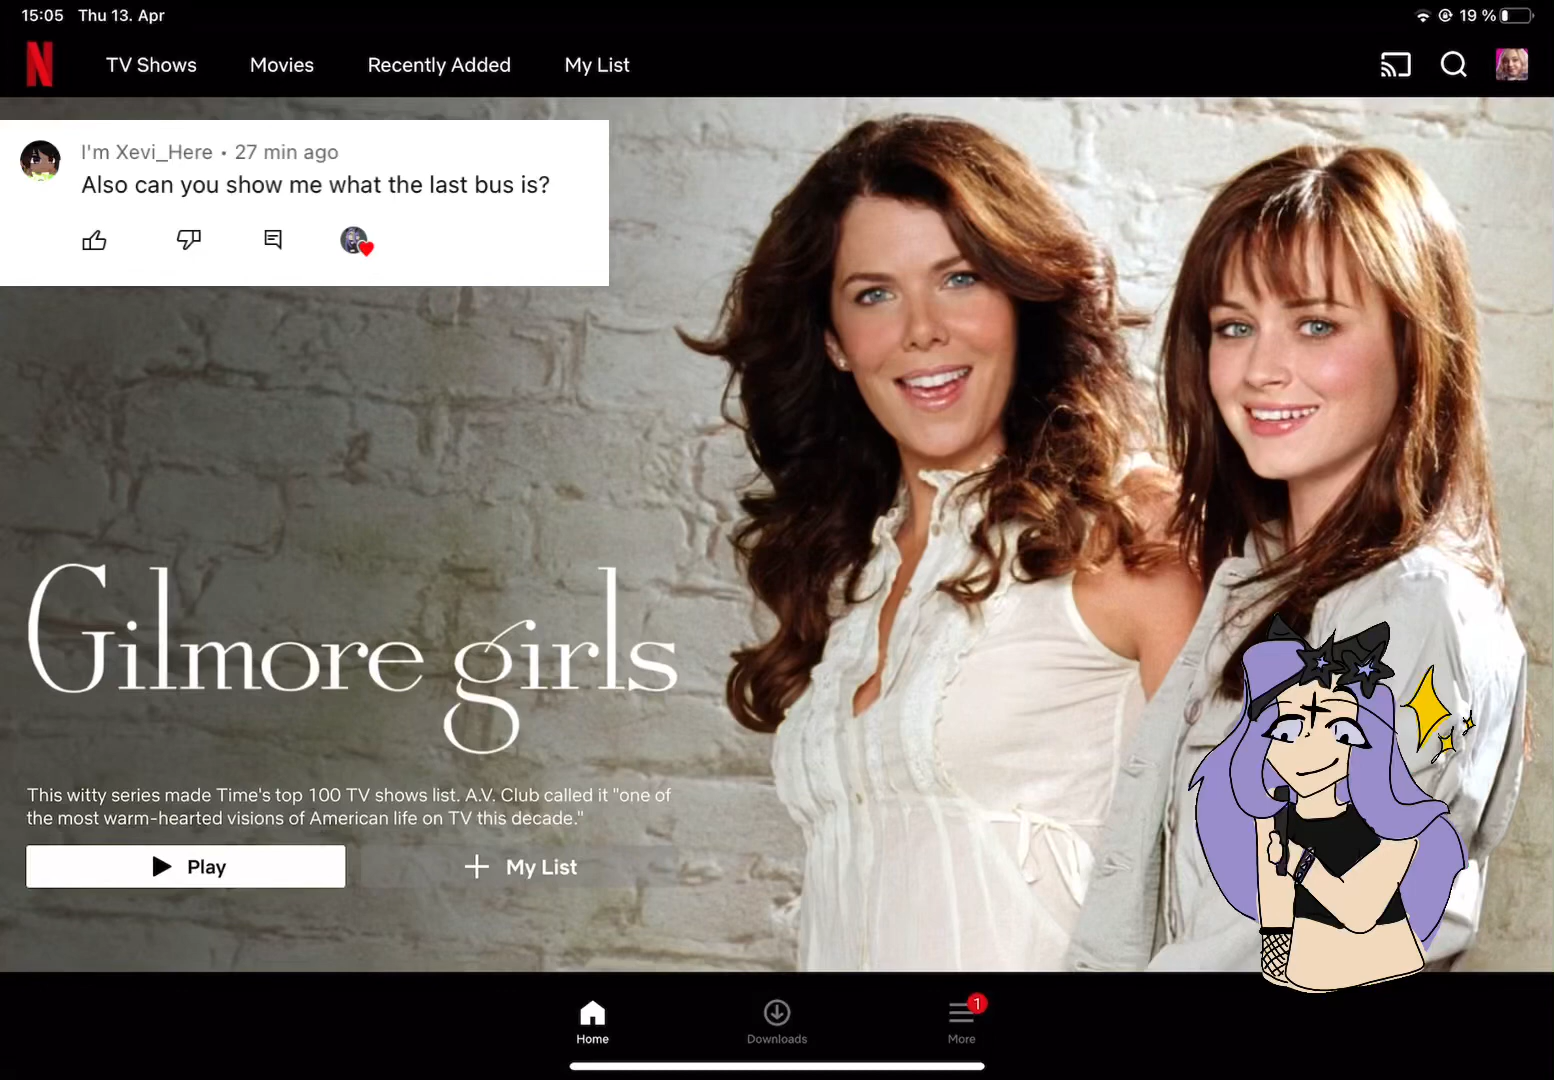 15:05 Thu 13. Apr
19 %
N
TV Shows
Movies
Recently Added
My List
I'm Xevi_Here • 27 min ago
Also can you show me what the last bus is?
Gilmore girls
This witty series made Time's top 100 TV shows list. A.V. Club called it "one of
the most warm-hearted visions of American life on TV this decade."
Play
My List
1
Home
Downloads
More